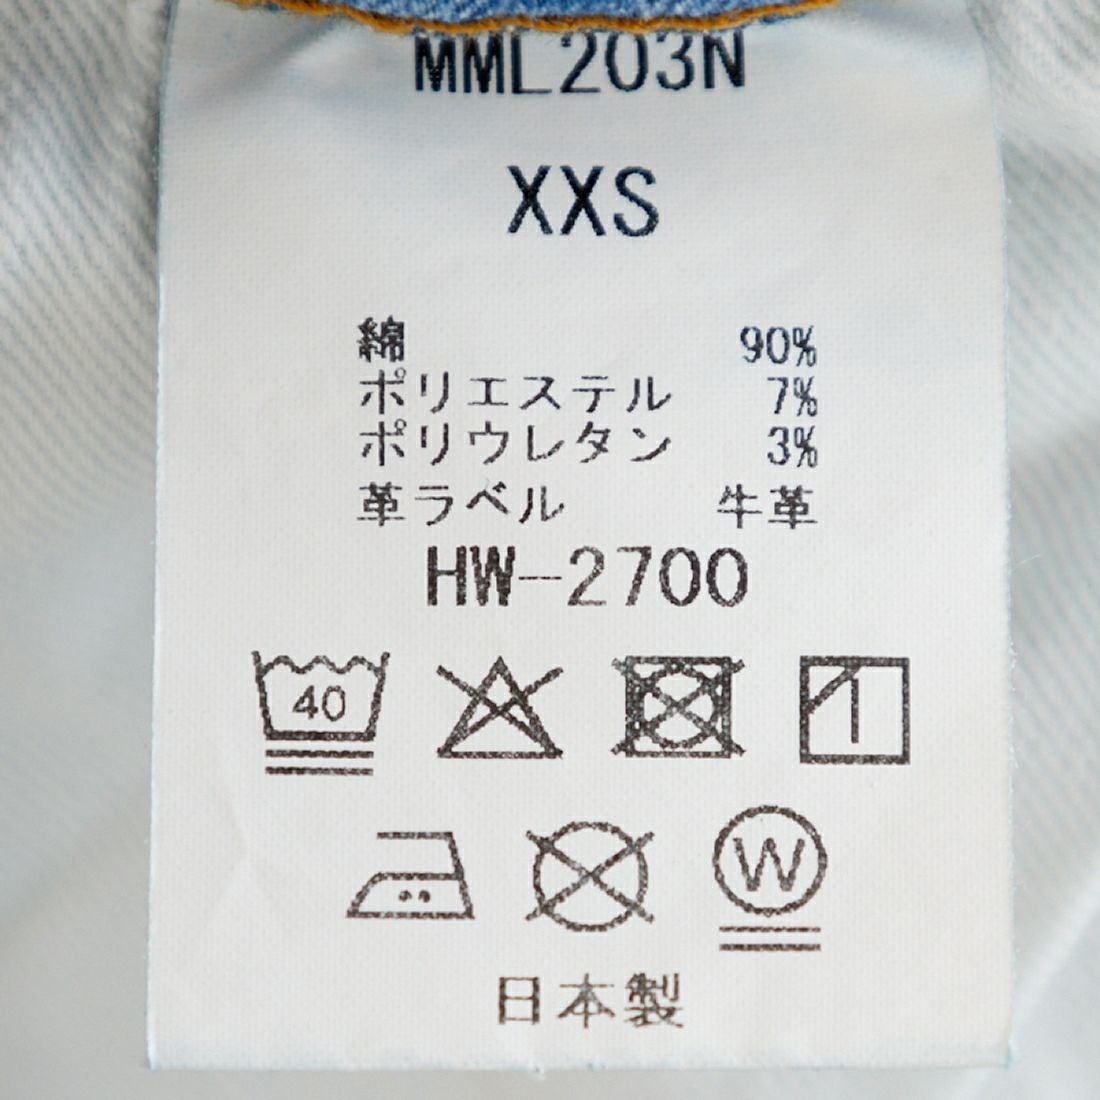 MML203N
XXS
綿 90%
ポリエステル 7%
ポリウレタン 3%
革ラベル 牛革
HW-2700
40
W
日本製